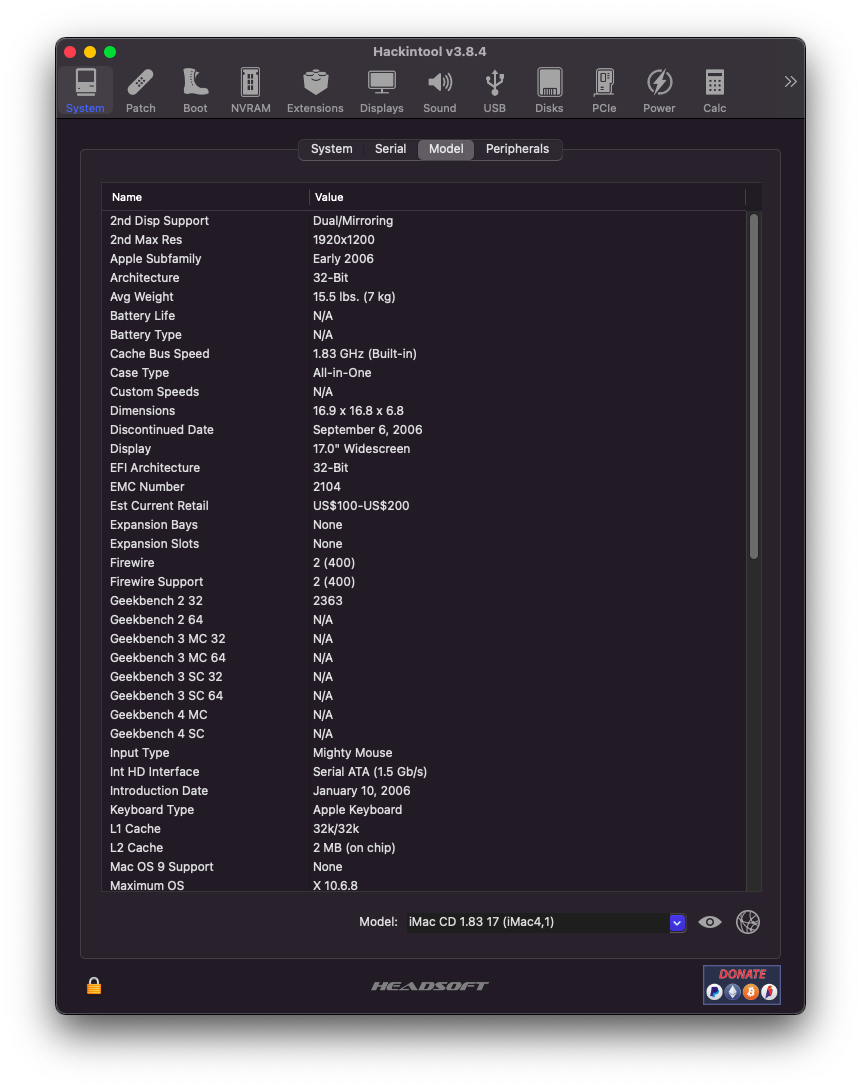 Hackintool v3.8.4
System Patch Boot NVRAM Extensions Displays Sound USB Disks PCIe Power Calc
System Serial Model Peripherals
Name Value
2nd Disp Support Dual/Mirroring
2nd Max Res 1920x1200
Apple Subfamily Early 2006
Architecture 32-Bit
Avg Weight 15.5 lbs. (7 kg)
Battery Life N/A
Battery Type N/A
Cache Bus Speed 1.83 GHz (Built-in)
Case Type All-in-One
Custom Speeds N/A
Dimensions 16.9 x 16.8 x 6.8
Discontinued Date September 6, 2006
Display 17.0" Widescreen
EFI Architecture 32-Bit
EMC Number 2104
Est Current Retail US$100-US$200
Expansion Bays None
Expansion Slots None
Firewire 2 (400)
Firewire Support 2 (400)
Geekbench 2 32 2363
Geekbench 2 64 N/A
Geekbench 3 MC 32 N/A
Geekbench 3 MC 64 N/A
Geekbench 3 SC 32 N/A
Geekbench 3 SC 64 N/A
Geekbench 4 MC N/A
Geekbench 4 SC N/A
Input Type Mighty Mouse
Int HD Interface Serial ATA (1.5 Gb/s)
Introduction Date January 10, 2006
Keyboard Type Apple Keyboard
L1 Cache 32k/32k
L2 Cache 2 MB (on chip)
Mac OS 9 Support None
Maximum OS X 10.6.8
Model: iMac CD 1.83 17 (iMac4,1)
HEADSOFT
DONATE